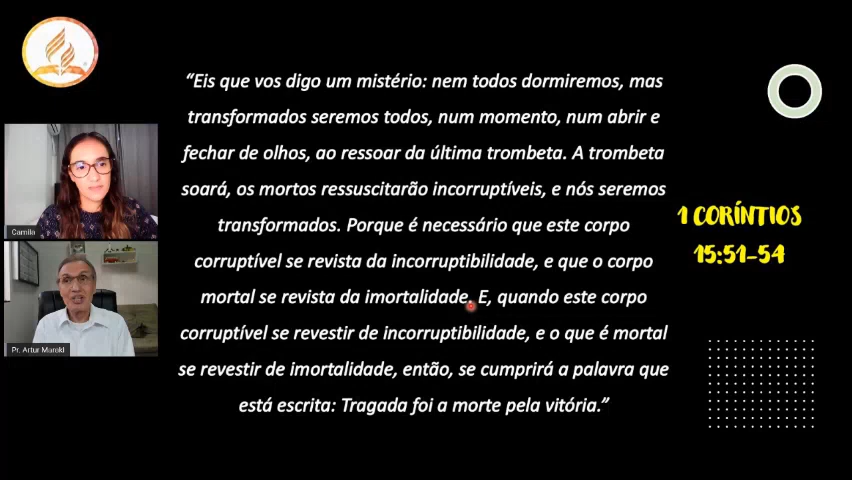 “Eis que vos digo um mistério: nem todos dormiremos, mas
transformados seremos todos, num momento, num abrir e
fechar de olhos, ao ressoar da última trombeta. A trombeta
soará, os mortos ressuscitarão incorruptíveis, e nós seremos
transformados. Porque é necessário que este corpo
corruptível se revista da incorruptibilidade, e que o corpo
mortal se revista da imortalidade. E, quando este corpo
corruptível se revestir de incorruptibilidade, e o que é mortal
se revestir de imortalidade, então, se cumprirá a palavra que
está escrita: Tragada foi a morte pela vitória.”
1 CORÍNTIOS
15:51-54
Camila
Pr. Artur Marski